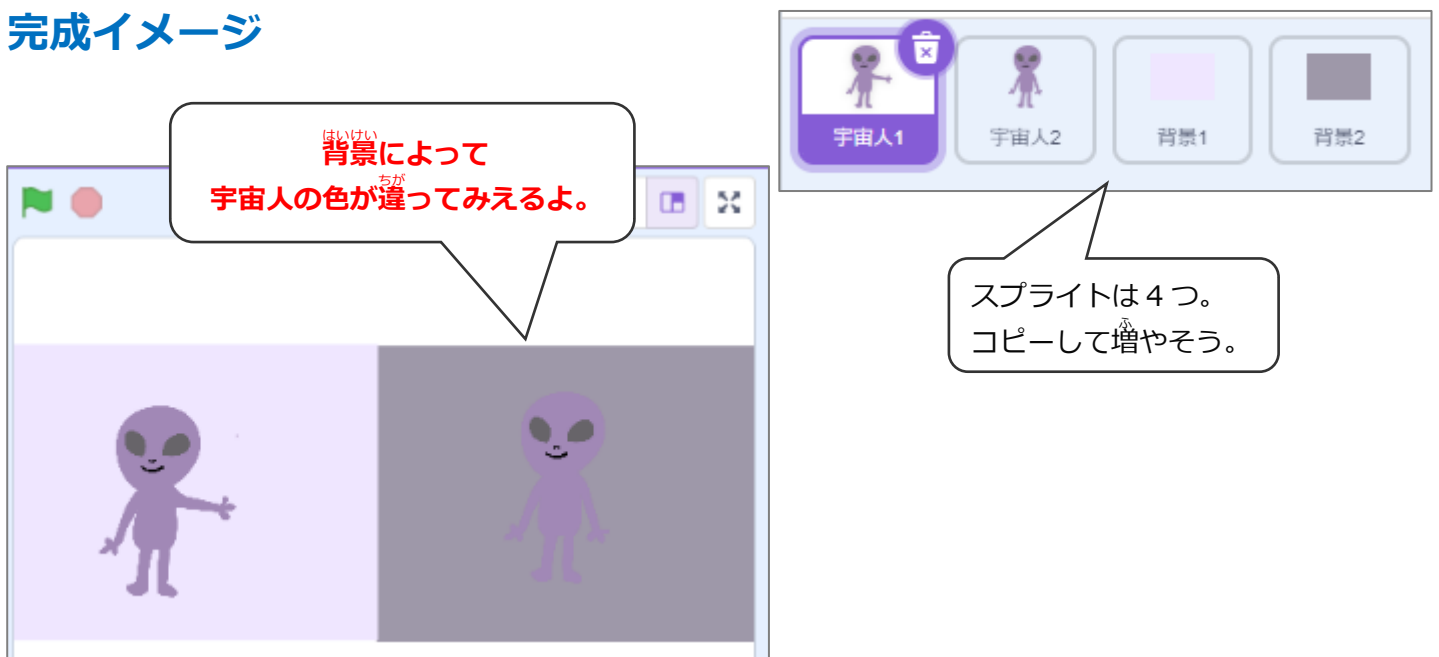 完成イメージ
はいけい
背景によって
ちが
宇宙人の色が違ってみえるよ。
宇宙人1
宇宙人2
背景1
背景2
スプライトは4つ。
ふ
コピーして増やそう。